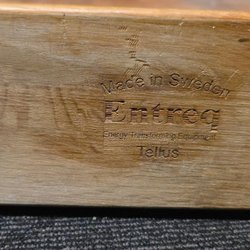 Made in Sweden
Entreq
Energy Transforming Equipment
Tellus